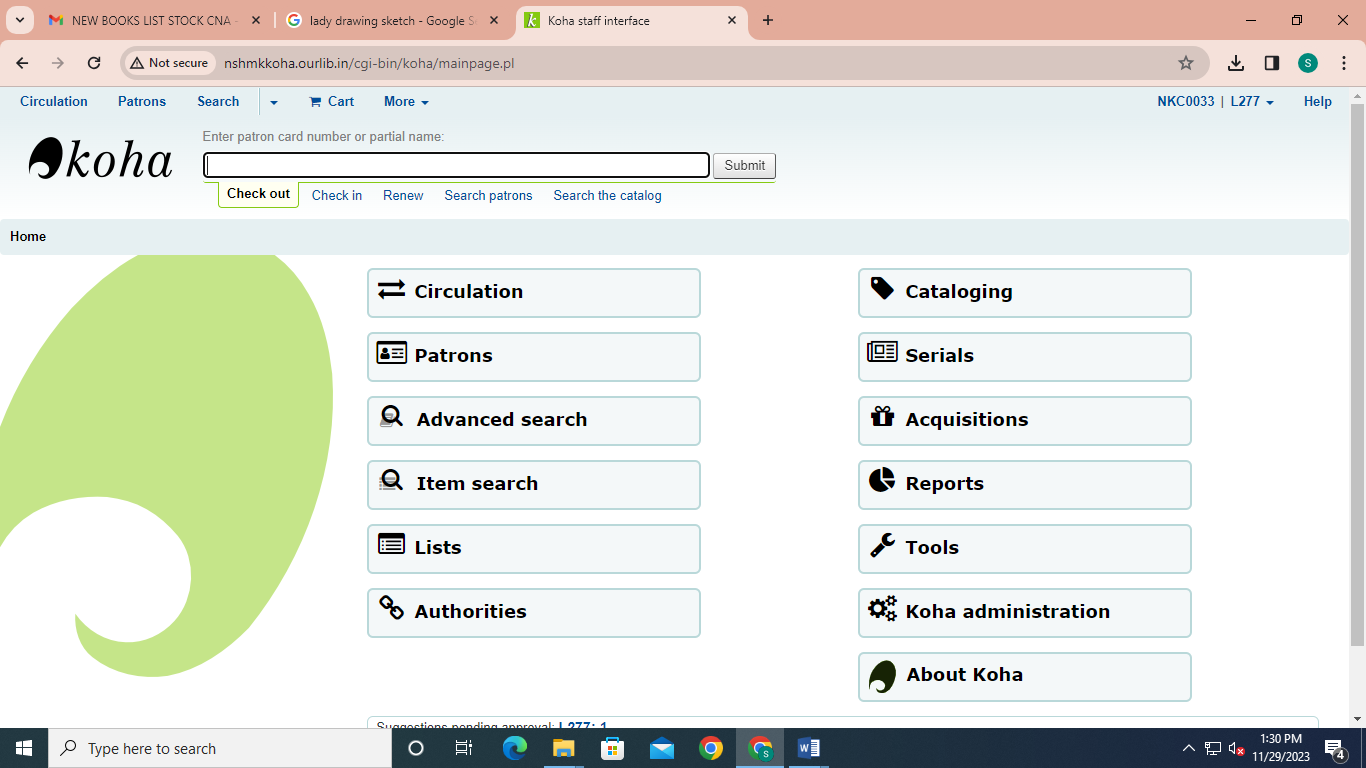 NEW BOOKS LIST STOCK CNA -
lady drawing sketch - Google Se
Koha staff interface
Not secure
nshmkkoha.ourlib.in/cgi-bin/koha/mainpage.pl
S
Circulation
Patrons
Search
Cart
More
NKC0033 | L277
Help
koha
Enter patron card number or partial name:
Submit
Check out
Check in
Renew
Search patrons
Search the catalog
Home
Circulation
Cataloging
Patrons
Serials
Advanced search
Acquisitions
Item search
Reports
Lists
Tools
Authorities
Koha administration
About Koha
Suggestions pending approval: L277: 1
Type here to search
1:30 PM
11/29/2023
4